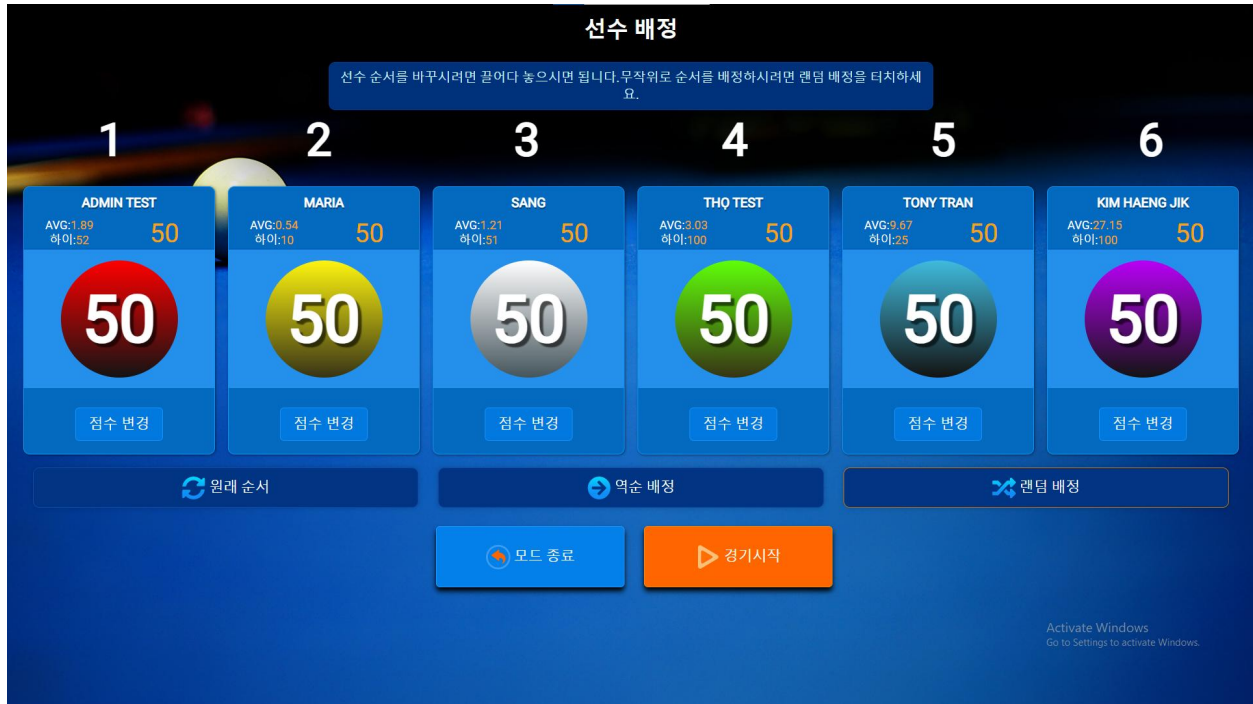 선수 배정
선수 순서를 바꾸시려면 끌어다 놓으시면 됩니다.무작위로 순서를 배정하시려면 랜덤 배정을 터치하세
요.
1 2 3 4 5 6
ADMIN TEST
AVG:1.89
하이:52
50
50
점수 변경
MARIA
AVG:0.54
하이:10
50
50
점수 변경
SANG
AVG:1.21
하이:51
50
50
점수 변경
THỌ TEST
AVG:3.03
하이:100
50
50
점수 변경
TONY TRAN
AVG:9.67
하이:25
50
50
점수 변경
KIM HAENG JIK
AVG:27.15
하이:100
50
50
점수 변경
원래 순서
역순 배정
랜덤 배정
모드 종료
경기시작
Activate Windows
Go to Settings to activate Windows.